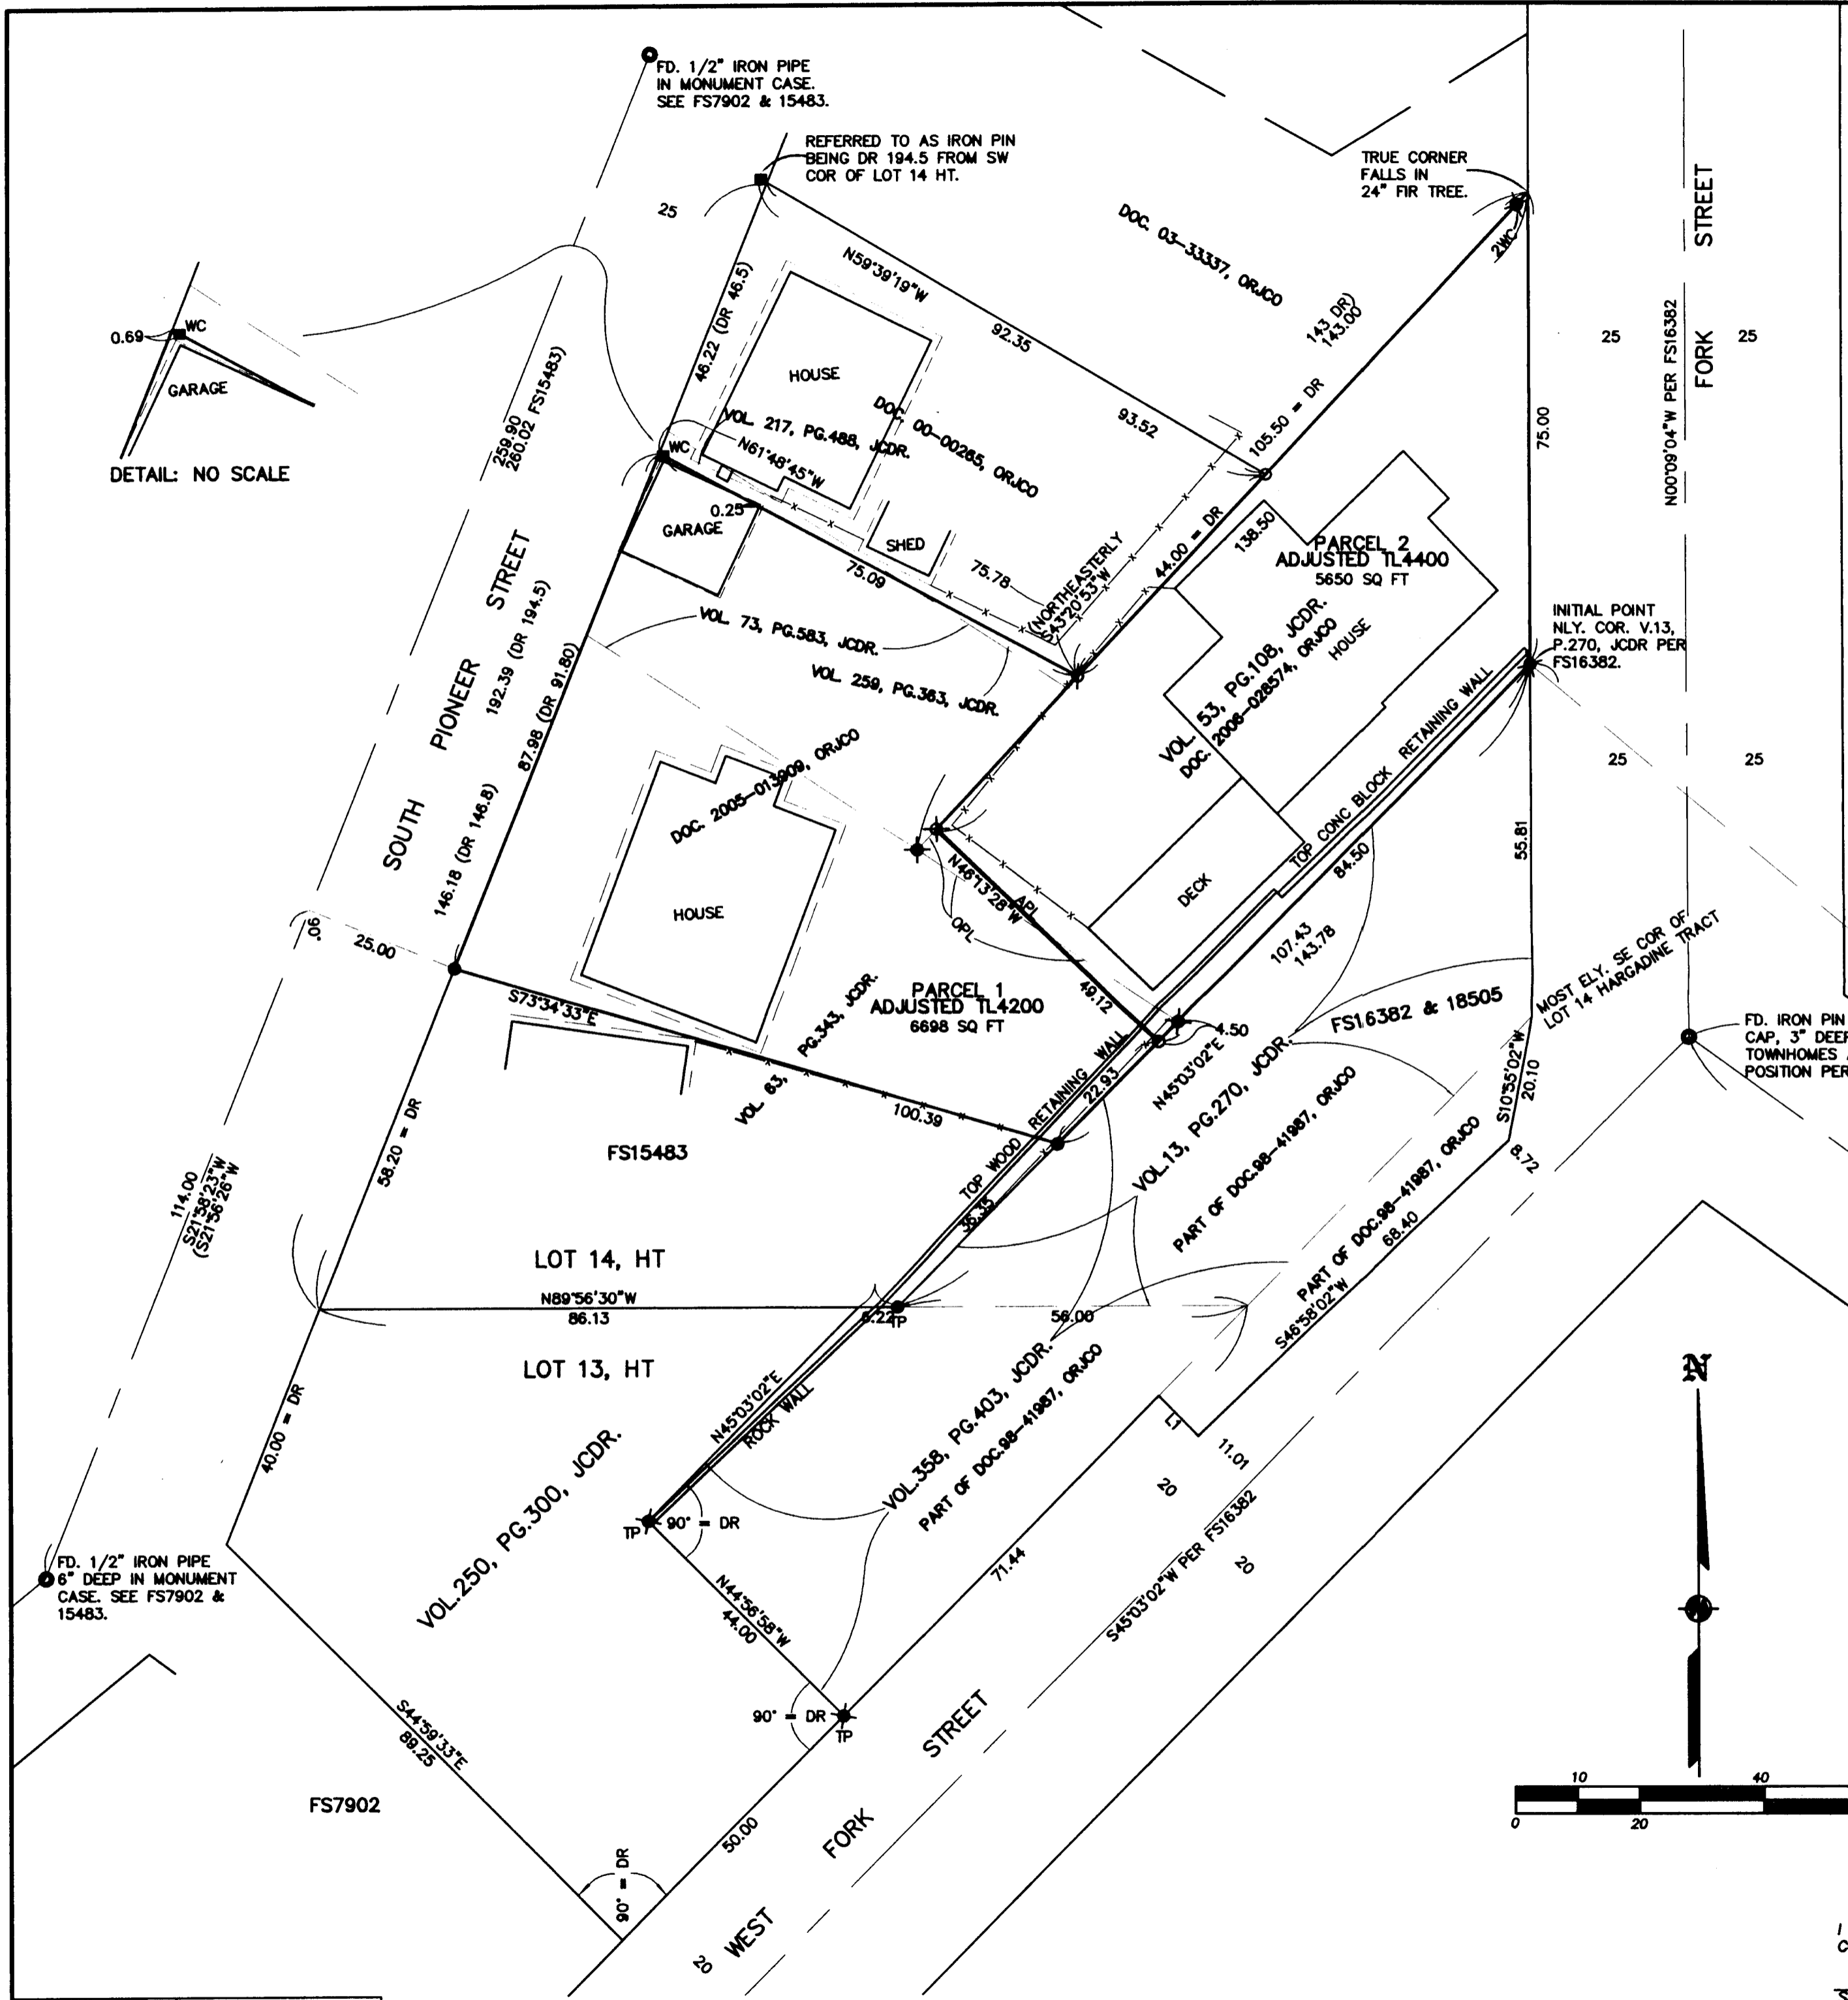 FD. 1/2" IRON PIPE
IN MONUMENT CASE.
SEE FS7902 & 15483.
REFERRED TO AS IRON PIN
BEING DR 194.5 FROM SW
COR OF LOT 14 HT.
TRUE CORNER
FALLS IN
24" FIR TREE.
2WC
25
DOC. 03-33337, ORJCO
STREET
FORK
N00°09'04"W PER FS16382
25
25
0.69
WC
GARAGE
DETAIL: NO SCALE
259.90
260.02 FS15483)
46.22 (DR 46.5)
N59°39'19"W
92.35
93.52
143 DR)
143.00
105.50 = DR
75.00
HOUSE
VOL. 217, PG.488, JCDR.
DOC. 00-00265, ORJCO
WC
N61°48'45"W
0.25
GARAGE
SHED
75.09
75.78
(NORTHEASTERLY
S43°20'53"W
44.00 = DR
138.50
PARCEL 2
ADJUSTED TL4400
5650 SQ FT
VOL. 53, PG.108, JCDR.
DOC. 2006-028574, ORJCO
HOUSE
INITIAL POINT
NLY. COR. V.13,
P.270, JCDR PER
FS16382.
SOUTH PIONEER STREET
192.39 (DR 194.5)
87.98 (DR 91.80)
146.18 (DR 146.8)
VOL. 73, PG.583, JCDR.
VOL. 259, PG.363, JCDR.
DOC. 2005-013909, ORJCO
HOUSE
TOP CONC BLOCK RETAINING WALL
84.50
25
25
55.81
DECK
N46°13'28"W
APL
OPL
49.12
107.43
143.78
90°
25.00
S73°34'33"E
PARCEL 1
ADJUSTED TL4200
6698 SQ FT
VOL. 63, PG.343, JCDR.
100.39
4.50
N45°03'02"E
22.93
FS16382 & 18505
MOST ELY. SE COR OF
LOT 14 HARGADINE TRACT
FD. IRON PIN
CAP, 3" DEEP
TOWNHOMES
POSITION PER
S10°55'02"W
20.10
8.72
58.20 = DR
114.00
S21°58'23"W
(S21°56'26"W
FS15483
TOP WOOD RETAINING WALL
36.35
VOL.13, PG.270, JCDR.
PART OF DOC.98-41987, ORJCO
PART OF DOC.98-41987, ORJCO
68.40
S46°58'02"W
LOT 14, HT
N89°56'30"W
86.13
6.22
TP
56.00
LOT 13, HT
40.00 = DR
N45°03'02"E
ROCK WALL
VOL.358, PG.403, JCDR.
PART OF DOC.98-41987, ORJCO
L1
11.01
20
20
S45°03'02"W PER FS16382
71.44
VOL.250, PG.300, JCDR.
TP
90° = DR
N44°56'58"W
44.00
FD. 1/2" IRON PIPE
6" DEEP IN MONUMENT
CASE. SEE FS7902 &
15483.
90° = DR
TP
S44°59'33"E
89.25
FS7902
50.00
90° = DR
20
WEST FORK STREET
N
10
40
0
20